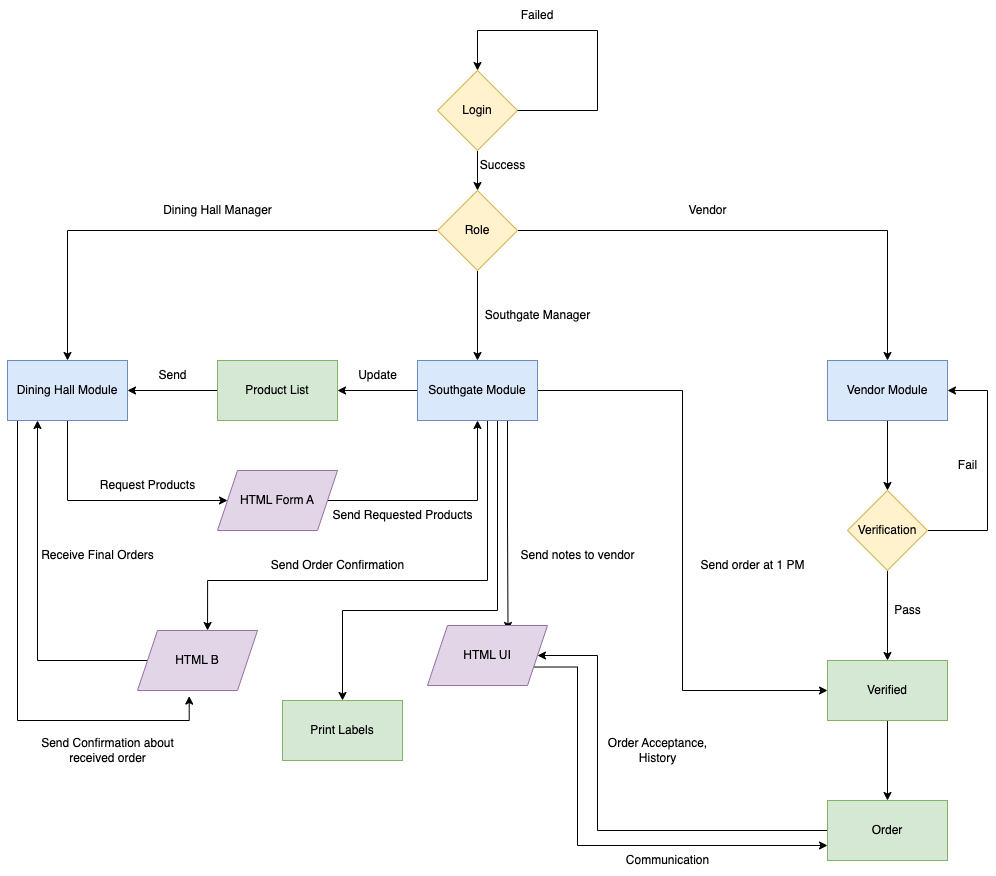 Failed
Login
Success
Dining Hall Manager
Vendor
Role
Southgate Manager
Dining Hall Module
Send
Product List
Update
Southgate Module
Vendor Module
Fail
Request Products
HTML Form A
Send Requested Products
Verification
Receive Final Orders
Send Order Confirmation
Send notes to vendor
Send order at 1 PM
Pass
HTML B
HTML UI
Verified
Print Labels
Send Confirmation about
received order
Order Acceptance,
History
Order
Communication